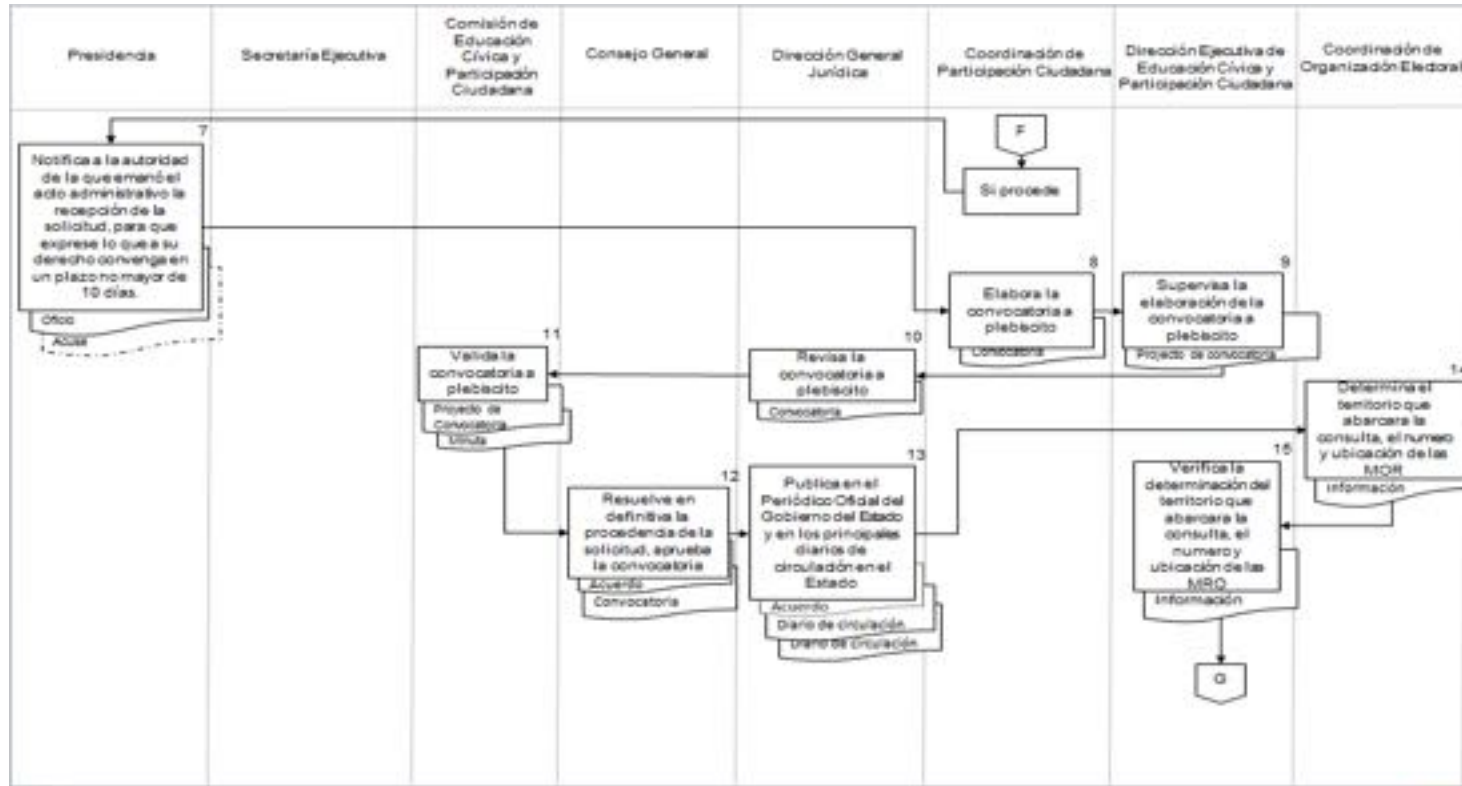 Presidencia
Secretaría Ejecutiva
Comisión de
Educación
Cívica y
Participación
Ciudadana
Consejo General
Dirección General
Jurídica
Coordinación de
Participación Ciudadana
Dirección Ejecutiva de
Educación Cívica y
Participación Ciudadana
Coordinación de
Organización Electoral
F
Si procede
7
Notifica a la autoridad
de la que emanó el
acto administrativo la
recepción de la
solicitud, para que
exprese lo que a su
derecho convenga en
un plazo no mayor de
10 días.
Oficio
Acuse
8
Elabora la
convocatoria a
plebiscito
Convocatoria
9
Supervisa la
elaboración de la
convocatoria a
plebiscito
Projecto de convocatoria
10
Revisa la
convocatoria a
plebiscito
Convocatoria
11
Valida la
convocatoria a
plebiscito
Proyecto de
Convocatoria
Minuta
12
Resuelve en
definitiva la
procedencia de la
solicitud, aprueba
la convocatoria
Acuerdo
Convocatoria
13
Publica en el
Periódico Oficial del
Gobierno del Estado
y en los principales
diarios de
circulación en el
Estado
Acuerdo
Diario de circulación
Diario de circulación
14
Determina el
territorio que
abarcara la
consulta, el numero
y ubicación de las
MOR
Información
15
Verifica la
determinación del
territorio que
abarcara la
consulta, el
numero y
ubicación de las
MRO
Información
G